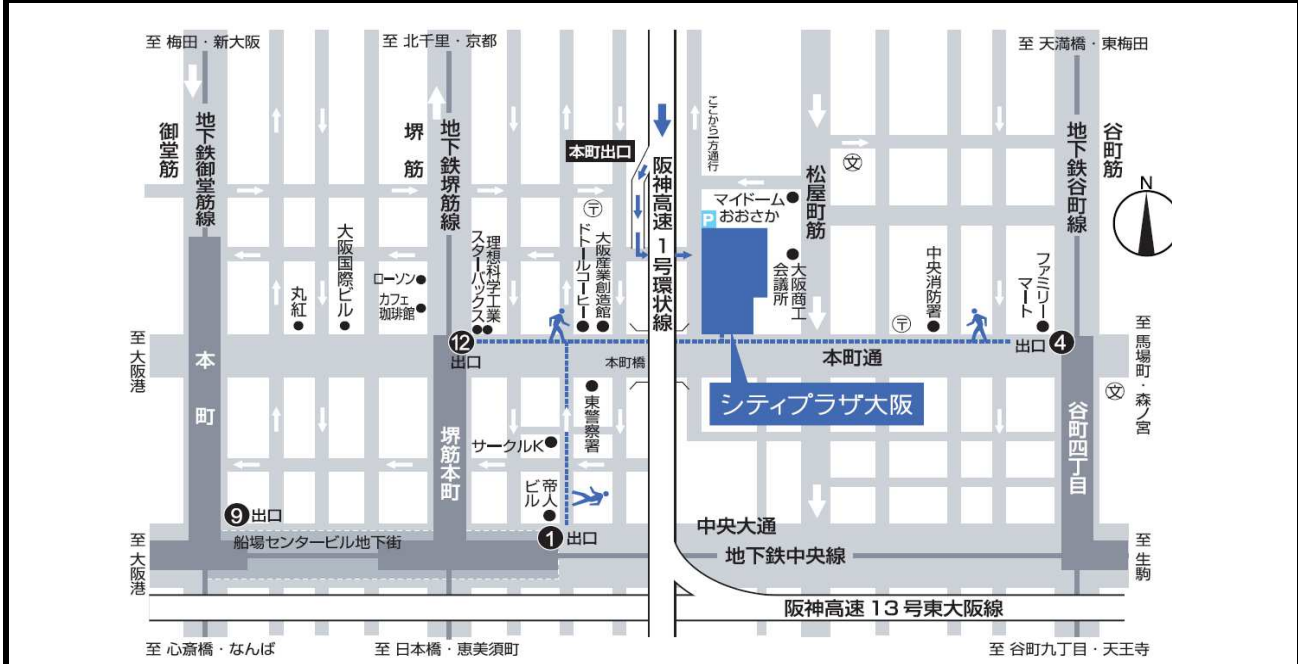 至 梅田・新大阪
至 北千里・京都
至 天満橋・東梅田
御堂筋
地下鉄御堂筋線
堺筋
地下鉄堺筋線
本町出口
阪神高速1号環状線
ここから一方通行
松屋町筋
文
地下鉄谷町線
谷町筋
N
マイドーム
おおさか
P
〒
大阪産業創造館
ドトールコーヒー
理想科学工業
スターバックス
ローソン
カフェ
珈琲館
大阪国際ビル
丸紅
大阪商工
会議所
中央消防署
〒
ファミリー
マート
至 大阪港
本町
12
出口
本町橋
本町通
出口 4
至 馬場町・森ノ宮
文
シティプラザ大阪
東警察署
サークルK
堺筋本町
谷町四丁目
帝人
ビル
9 出口
1 出口
船場センタービル地下街
中央大通
地下鉄中央線
至 大阪港
至 生駒
阪神高速13号東大阪線
至 心斎橋・なんば
至 日本橋・恵美須町
至 谷町九丁目・天王寺